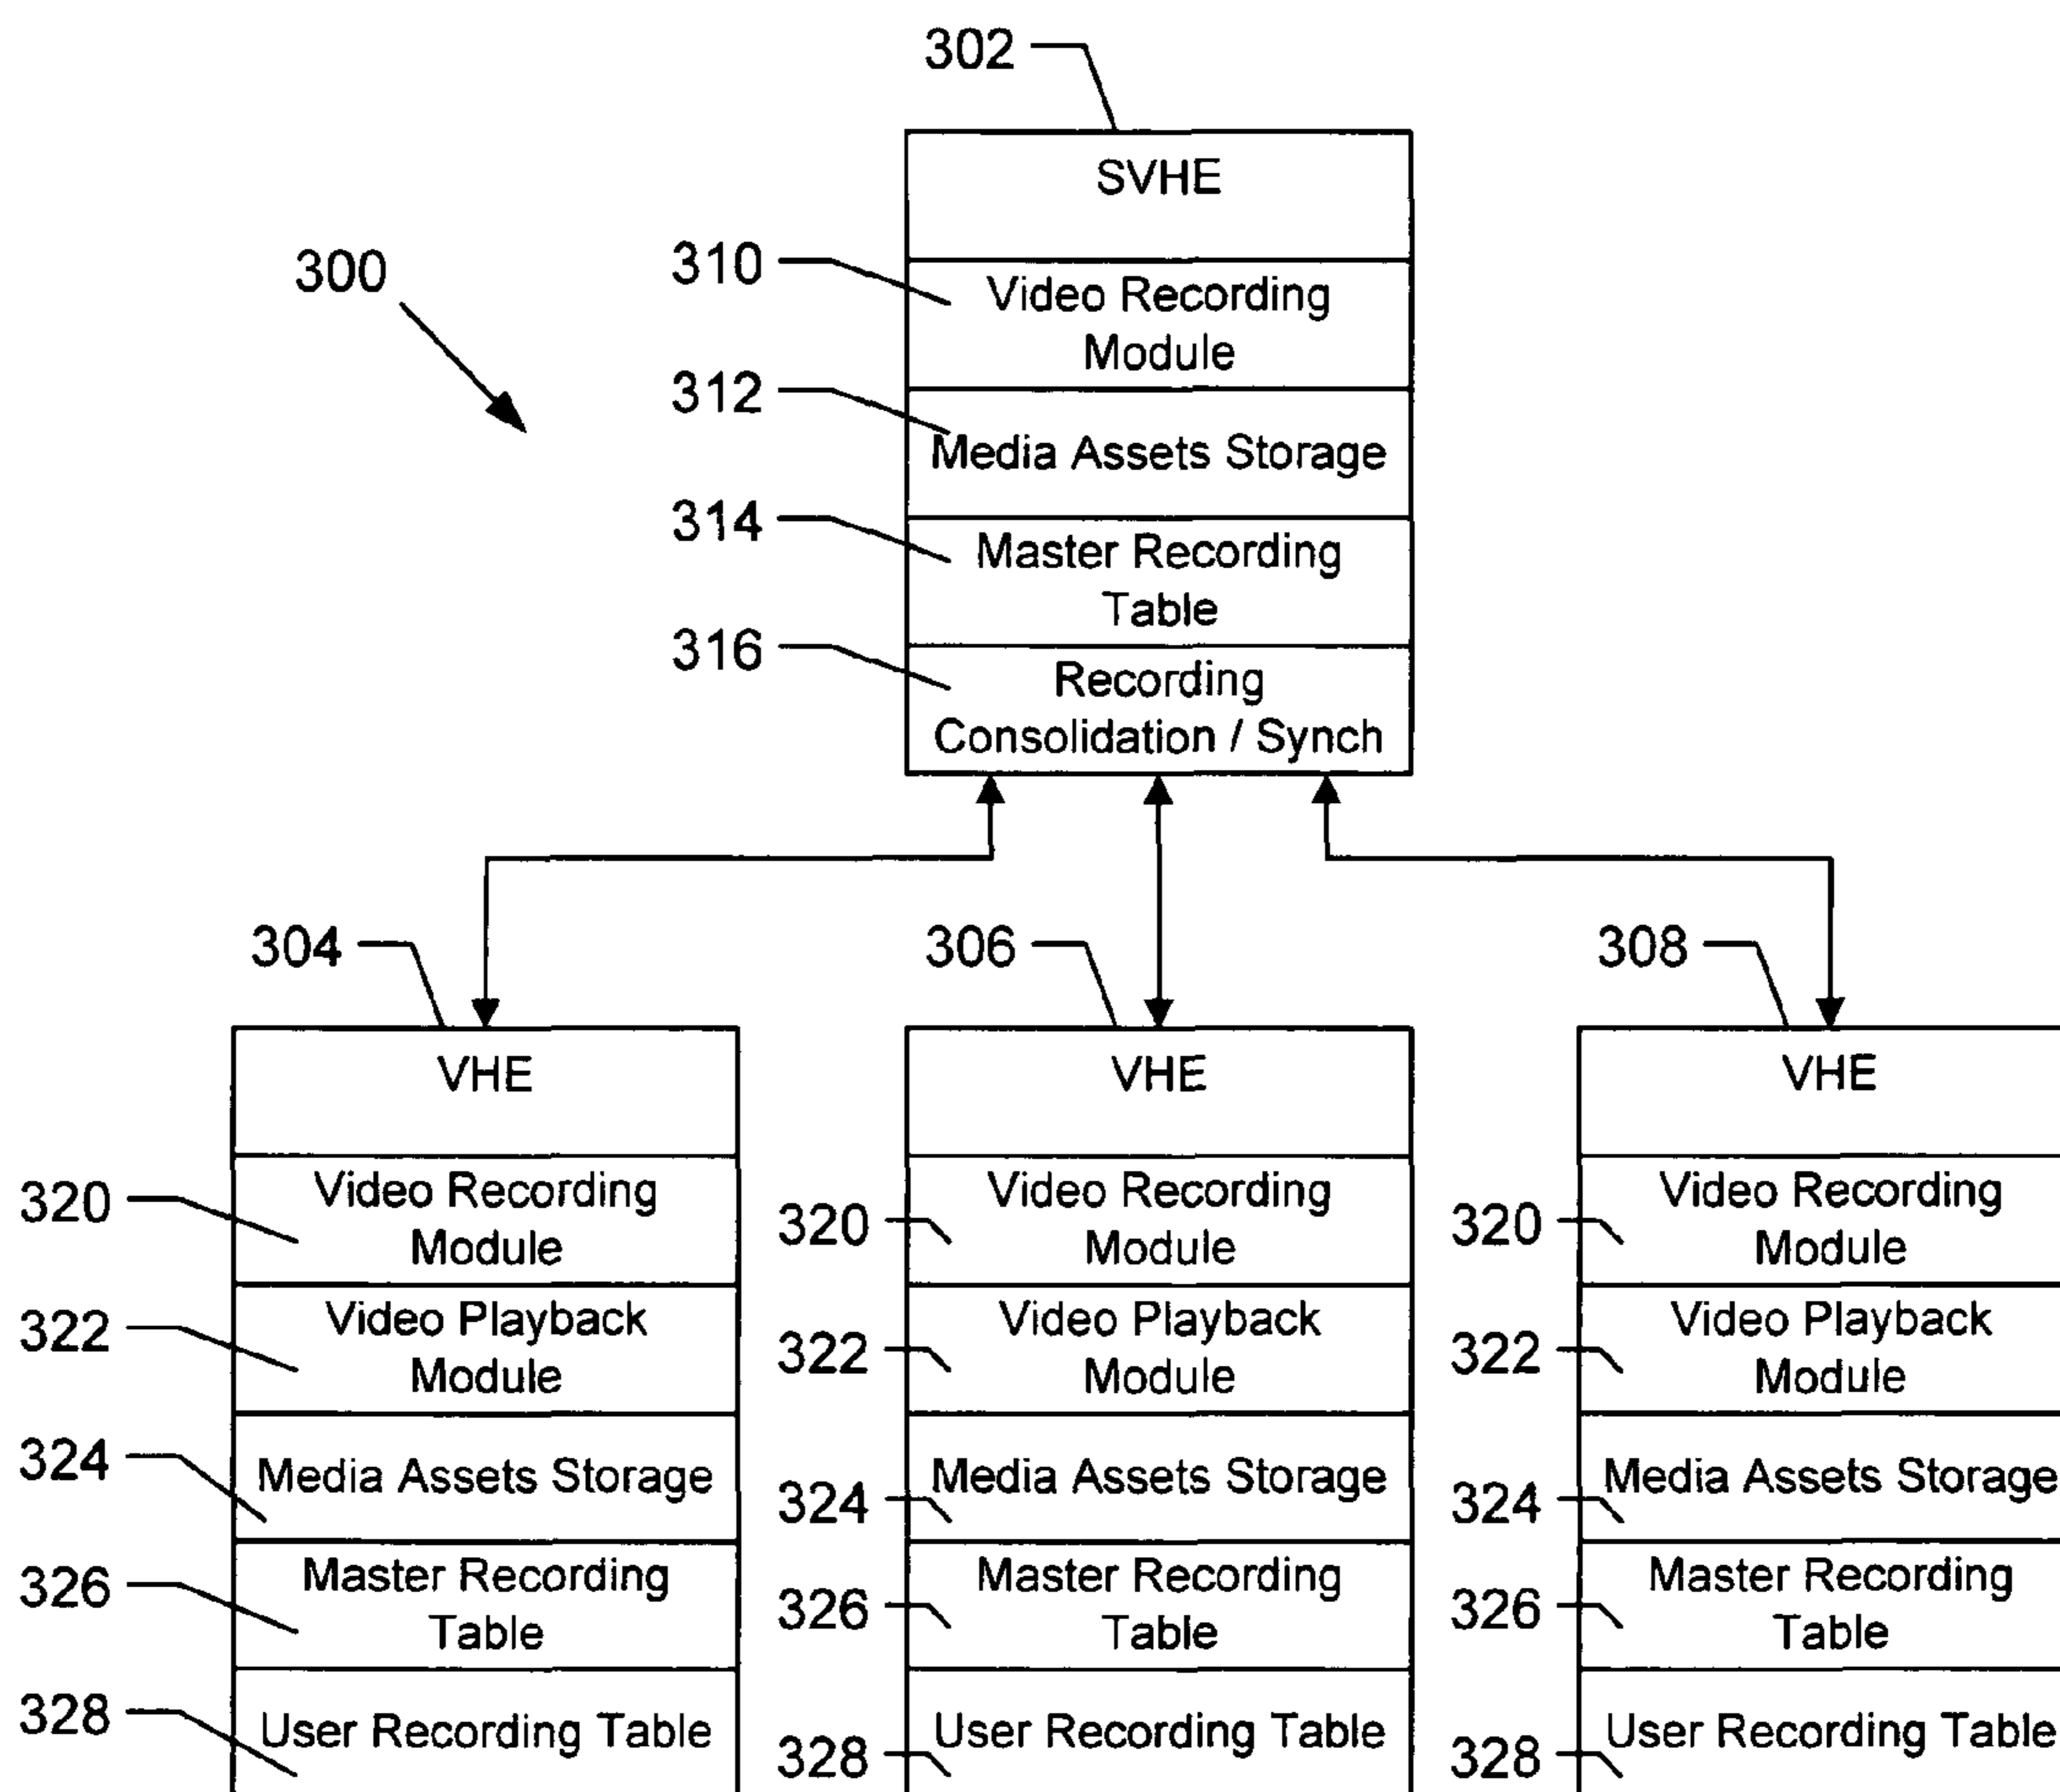 302
SVHE
300
310
Video Recording
Module
312
Media Assets Storage
314
Master Recording
Table
316
Recording
Consolidation / Synch
304
306
308
VHE
VHE
VHE
320
Video Recording
Module
320
Video Recording
Module
320
Video Recording
Module
322
Video Playback
Module
322
Video Playback
Module
322
Video Playback
Module
324
Media Assets Storage
324
Media Assets Storage
324
Media Assets Storage
326
Master Recording
Table
326
Master Recording
Table
326
Master Recording
Table
328
User Recording Table
328
User Recording Table
328
User Recording Table